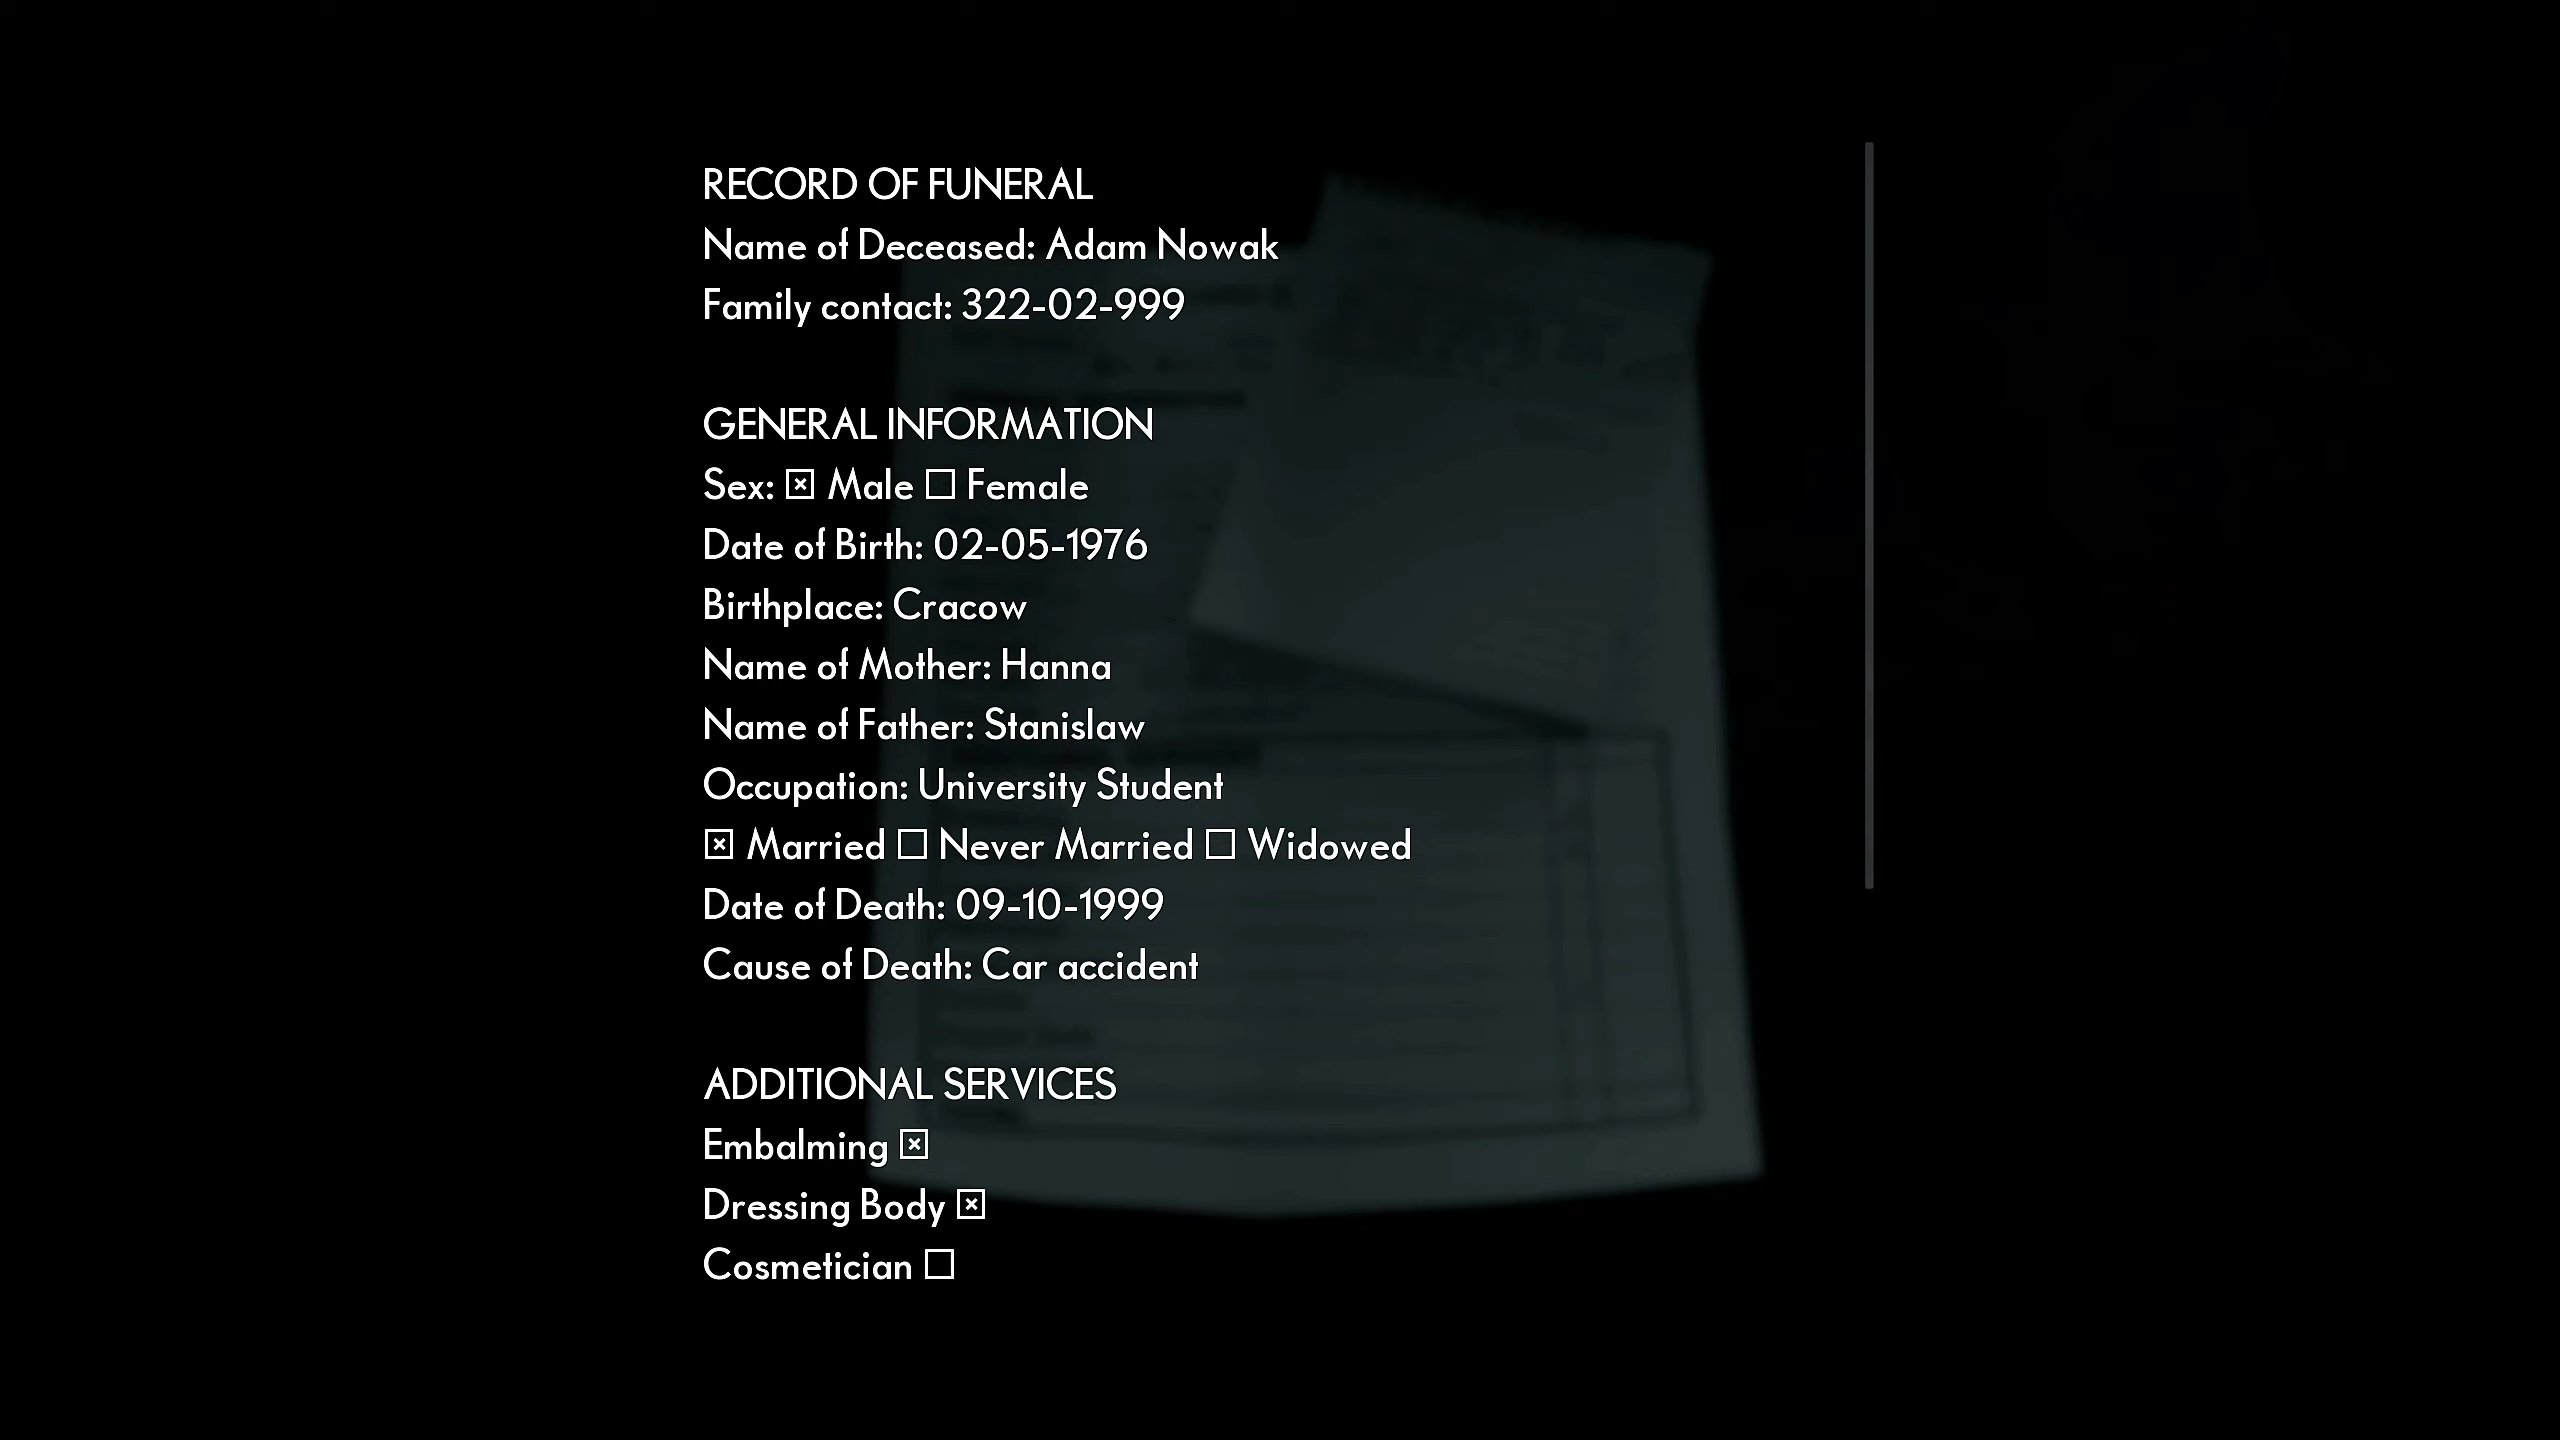 RECORD OF FUNERAL
Name of Deceased: Adam Nowak
Family contact: 322-02-999
GENERAL INFORMATION
Sex: ☒ Male ☐ Female
Date of Birth: 02-05-1976
Birthplace: Cracow
Name of Mother: Hanna
Name of Father: Stanislaw
Occupation: University Student
☒ Married ☐ Never Married ☐ Widowed
Date of Death: 09-10-1999
Cause of Death: Car accident
ADDITIONAL SERVICES
Embalming ☒
Dressing Body ☒
Cosmetician ☐